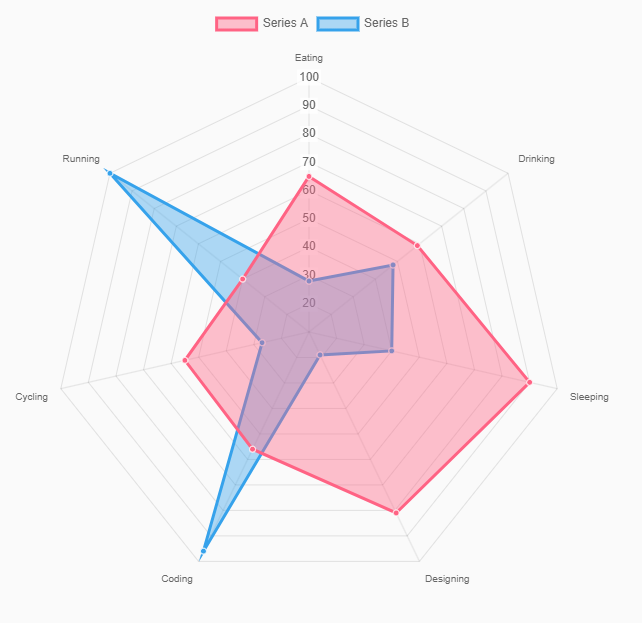 Series A Series B
Eating
100
90
80
70
60
50
40
30
20
Running
Drinking
Cycling
Sleeping
Coding
Designing